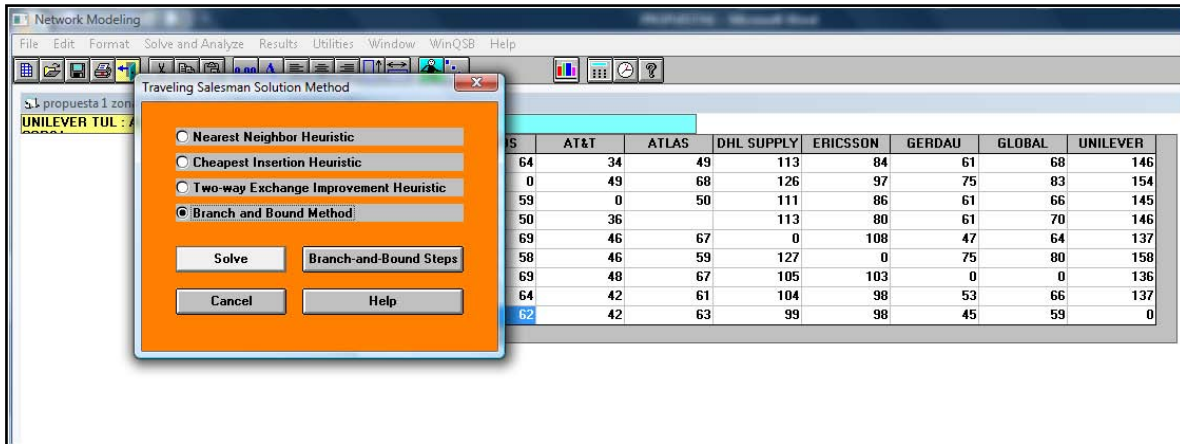 Network Modeling
File Edit Format Solve and Analyze Results Utilities Window WinQSB Help
0.00 A
Traveling Salesman Solution Method
propuesta 1 zon
UNILEVER TUL : A
Nearest Neighbor Heuristic
Cheapest Insertion Heuristic
Two-way Exchange Improvement Heuristic
Branch and Bound Method
Solve Branch-and-Bound Steps
Cancel Help
OS AT&T ATLAS DHL SUPPLY ERICSSON GERDAU GLOBAL UNILEVER
64 34 49 113 84 61 68 146
0 49 68 126 97 75 83 154
59 0 50 111 86 61 66 145
50 36 113 80 61 70 146
69 46 67 0 108 47 64 137
58 46 59 127 0 75 80 158
69 48 67 105 103 0 0 136
64 42 61 104 98 53 66 137
62 42 63 99 98 45 59 0